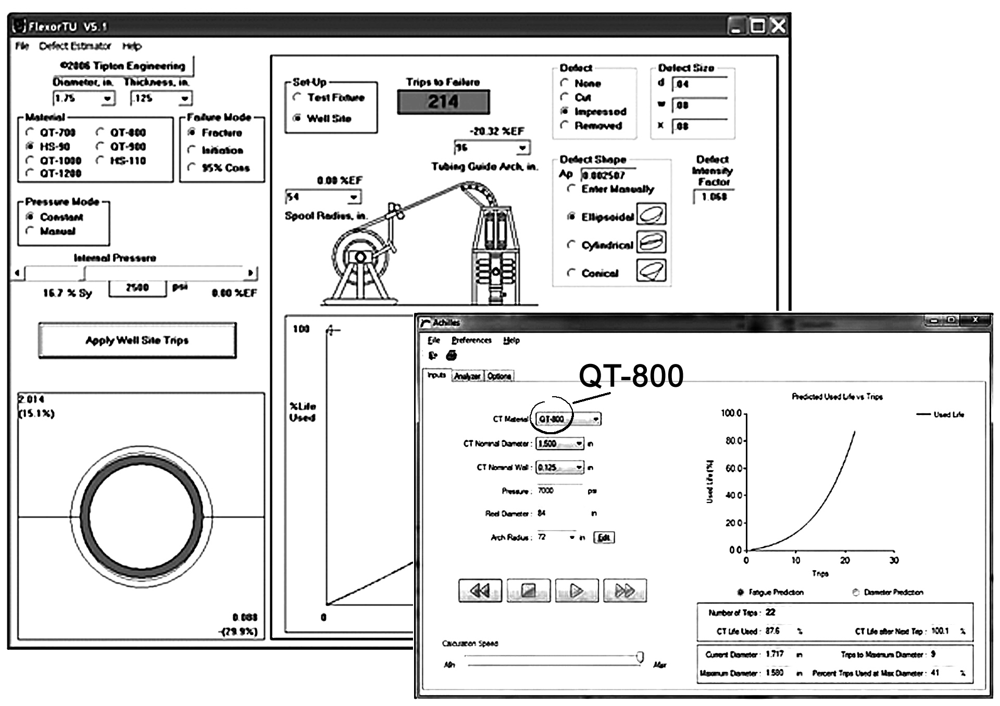 FlexorTU V5.1
File Defect Estimator Help
©2006 Tipton Engineering
Diameter, in. Thickness, in.
1.75 .125
Material
QT-700 QT-800
HS-90 QT-900
QT-1000 HS-110
QT-1200
Failure Mode
Fracture
Initiation
95% Cons
Pressure Mode
Constant
Manual
Internal Pressure
16.7 % Sy 2500 psi 0.00 %EF
Apply Well Site Trips
2.014
(15.1%)
0.088
-(29.9%)
Set-Up
Test Fixture
Well Site
Trips to Failure
214
-20.32 %EF
96
Tubing Guide Arch, in.
0.00 %EF
54
Spool Radius, in.
Defect
None
Cut
Impressed
Removed
Defect Size
d .04
w .08
x .08
Defect Shape
Ap 0.002507
Enter Manually
Ellipsoidal
Cylindrical
Conical
Defect
Intensity
Factor
1.068
100
%Life
Used
0
Achilles
File Preferences Help
Inputs Analyzer Options
QT-800
CT Material QT-800
CT Nominal Diameter : 1.500 in
CT Nominal Wall : 0.125 in
Pressure : 7000 psi
Reel Diameter : 84 in
Arch Radius : 72 in Edit
Calculation Speed
Min Max
Predicted Used Life vs Trips
Used Life
Used Life [%]
100.0
80.0
60.0
40.0
20.0
0.0
0 10 20 30
Trips
Fatigue Prediction Diameter Prediction
Number of Trips : 22
CT Life Used : 87.6 % CT Life after Next Trip : 100.1 %
Current Diameter : 1.717 in Trips to Maximum Diameter : 9
Maximum Diameter : 1.580 in Percent Trips Used at Max Diameter : 41 %